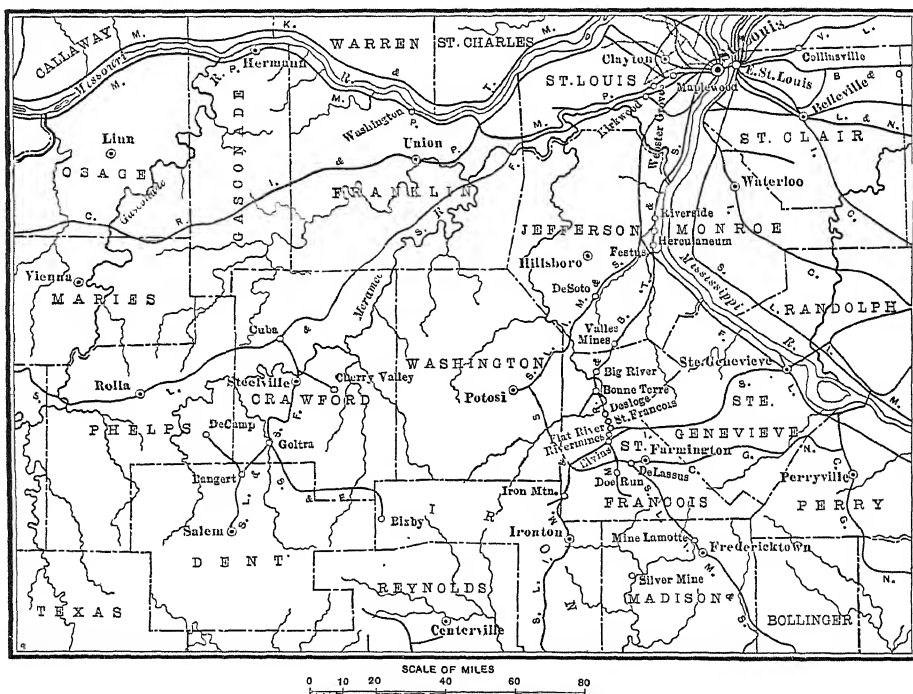 CALLAWAY
Missouri
M.
K.
WARREN
ST. CHARLES
M.
&
T.
R.
P.
Hermann
R.
M.
Washington
P.
Clayton
ST. LOUIS
St. Louis
E. St. Louis
Collinsville
V.
L.
Maplewood
Kirkwood
Webster Groves
Belleville
&
B
L. & N.
ST. CLAIR
Linn
OSAGE
Gasconade
GASCONADE
C.
R.
I.
&
P.
Union
FRANKLIN
M.
P.
S.
F.
R.
Waterloo
MONROE
Riverside
Herculaneum
JEFFERSON
Festus
Hillsboro
DeSoto
Mississippi
R.
RANDOLPH
Vienna
MARIES
Meramec
Cuba
&
Valles
Mines
WASHINGTON
Potosi
Big River
Bonne Terre
Desloge
St. Francois
Flat River
Rivermines
Ste. Genevieve
STE.
GENEVIEVE
Rolla
S.
L.
Steelville
Cherry Valley
CRAWFORD
PHELPS
DeCamp
Goltra
S.
F.
Bangert
S. L. &
S.
&
F.
ST.
Farmington
DeLassus
Doe Run
FRANCOIS
Perryville
PERRY
Iron Mtn.
Bixby
Salem
DENT
IRON
Ironton
Mine Lamotte
Fredericktown
Silver Mine
MADISON
REYNOLDS
Centerville
TEXAS
BOLLINGER
SCALE OF MILES
0 10 20 40 60 80